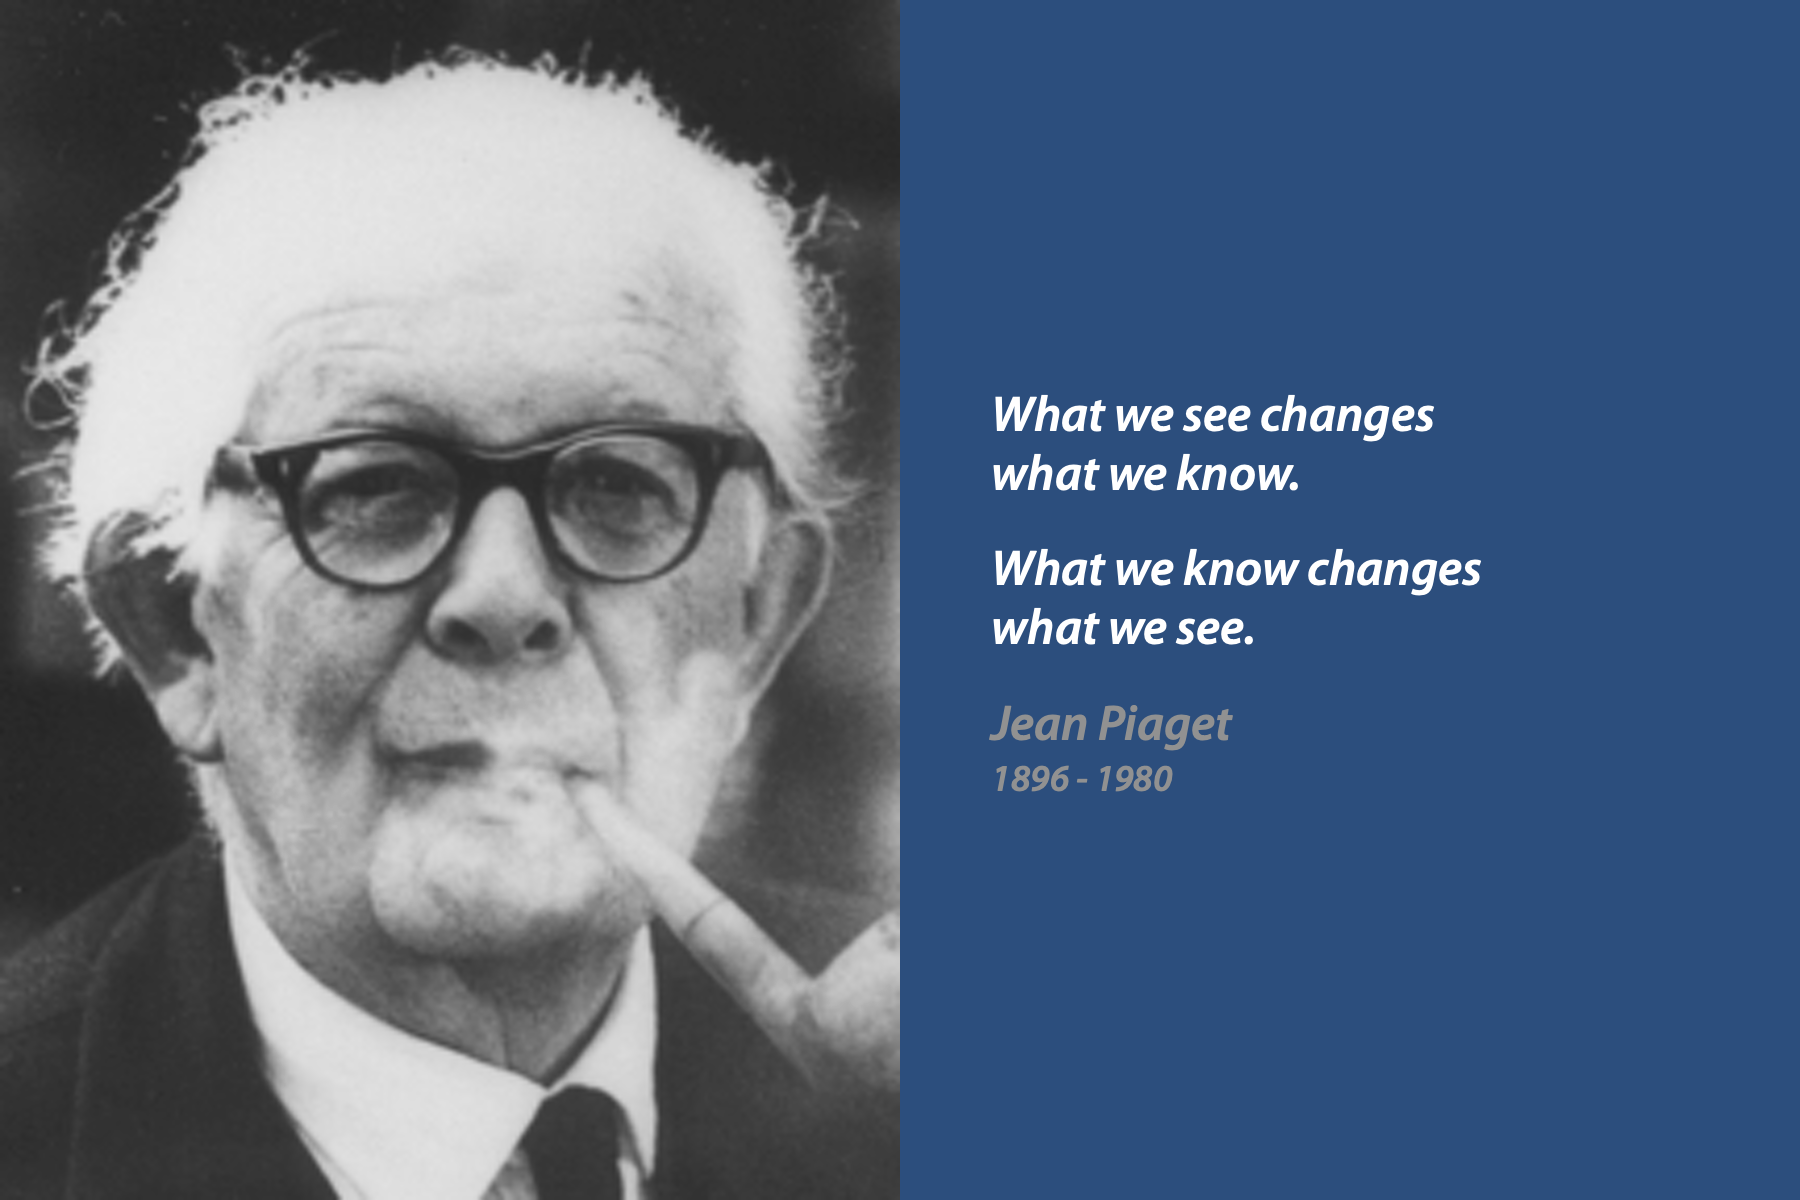 What we see changes
what we know.
What we know changes
what we see.
Jean Piaget
1896 - 1980